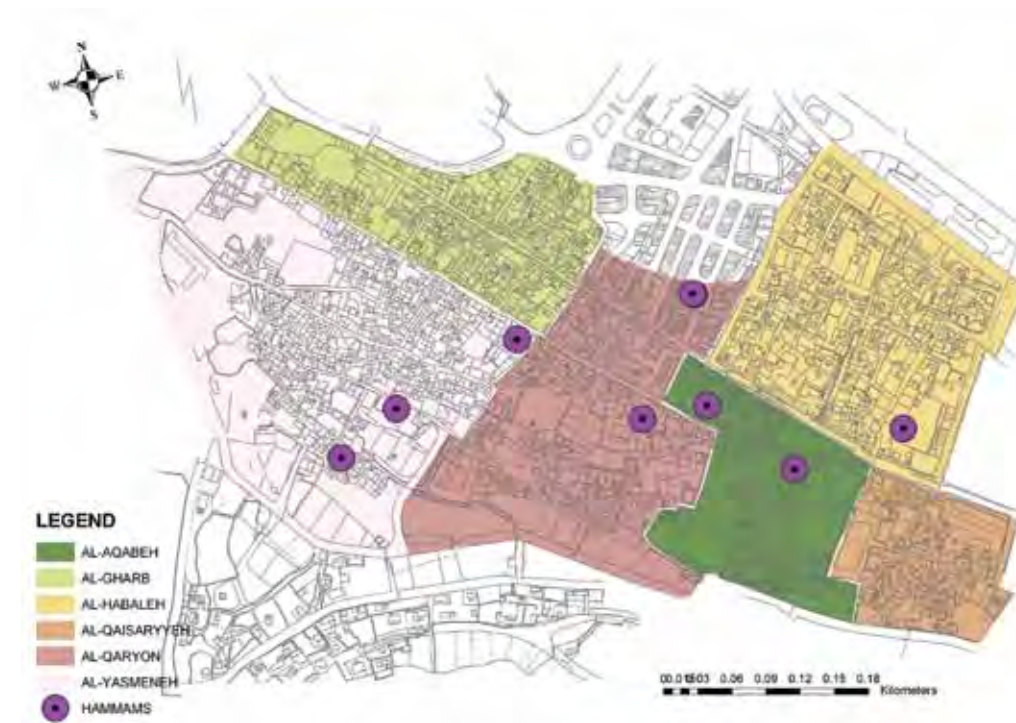 N
W E
S
LEGEND
AL-AQABEH
AL-GHARB
AL-HABALEH
AL-QAISARYYEH
AL-QARYON
AL-YASMENEH
HAMMAMS
0.03 0.06 0.09 0.12 0.15 0.18
Kilometers